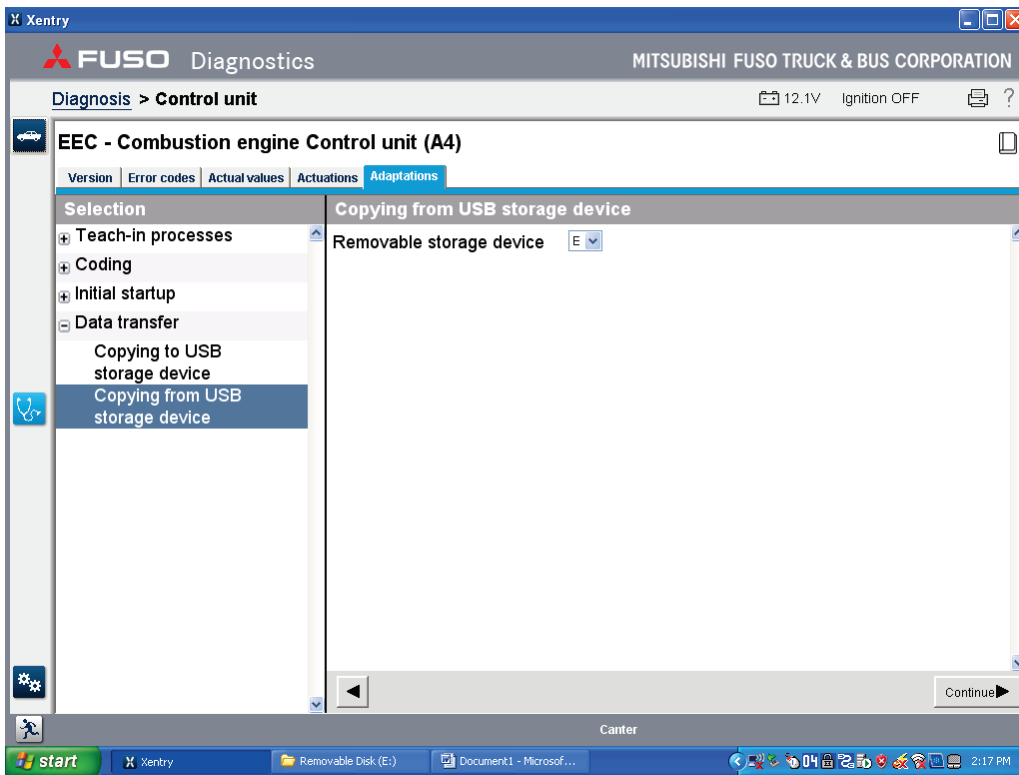 Xentry
FUSO Diagnostics
MITSUBISHI FUSO TRUCK & BUS CORPORATION
Diagnosis > Control unit
12.1V Ignition OFF
?
EEC - Combustion engine Control unit (A4)
Version Error codes Actual values Actuations Adaptations
Selection
Copying from USB storage device
Teach-in processes
Removable storage device E
Coding
Initial startup
Data transfer
Copying to USB
storage device
Copying from USB
storage device
Continue
Canter
start Xentry Removable Disk (E:) Document1 - Microsof... 04 2:17 PM